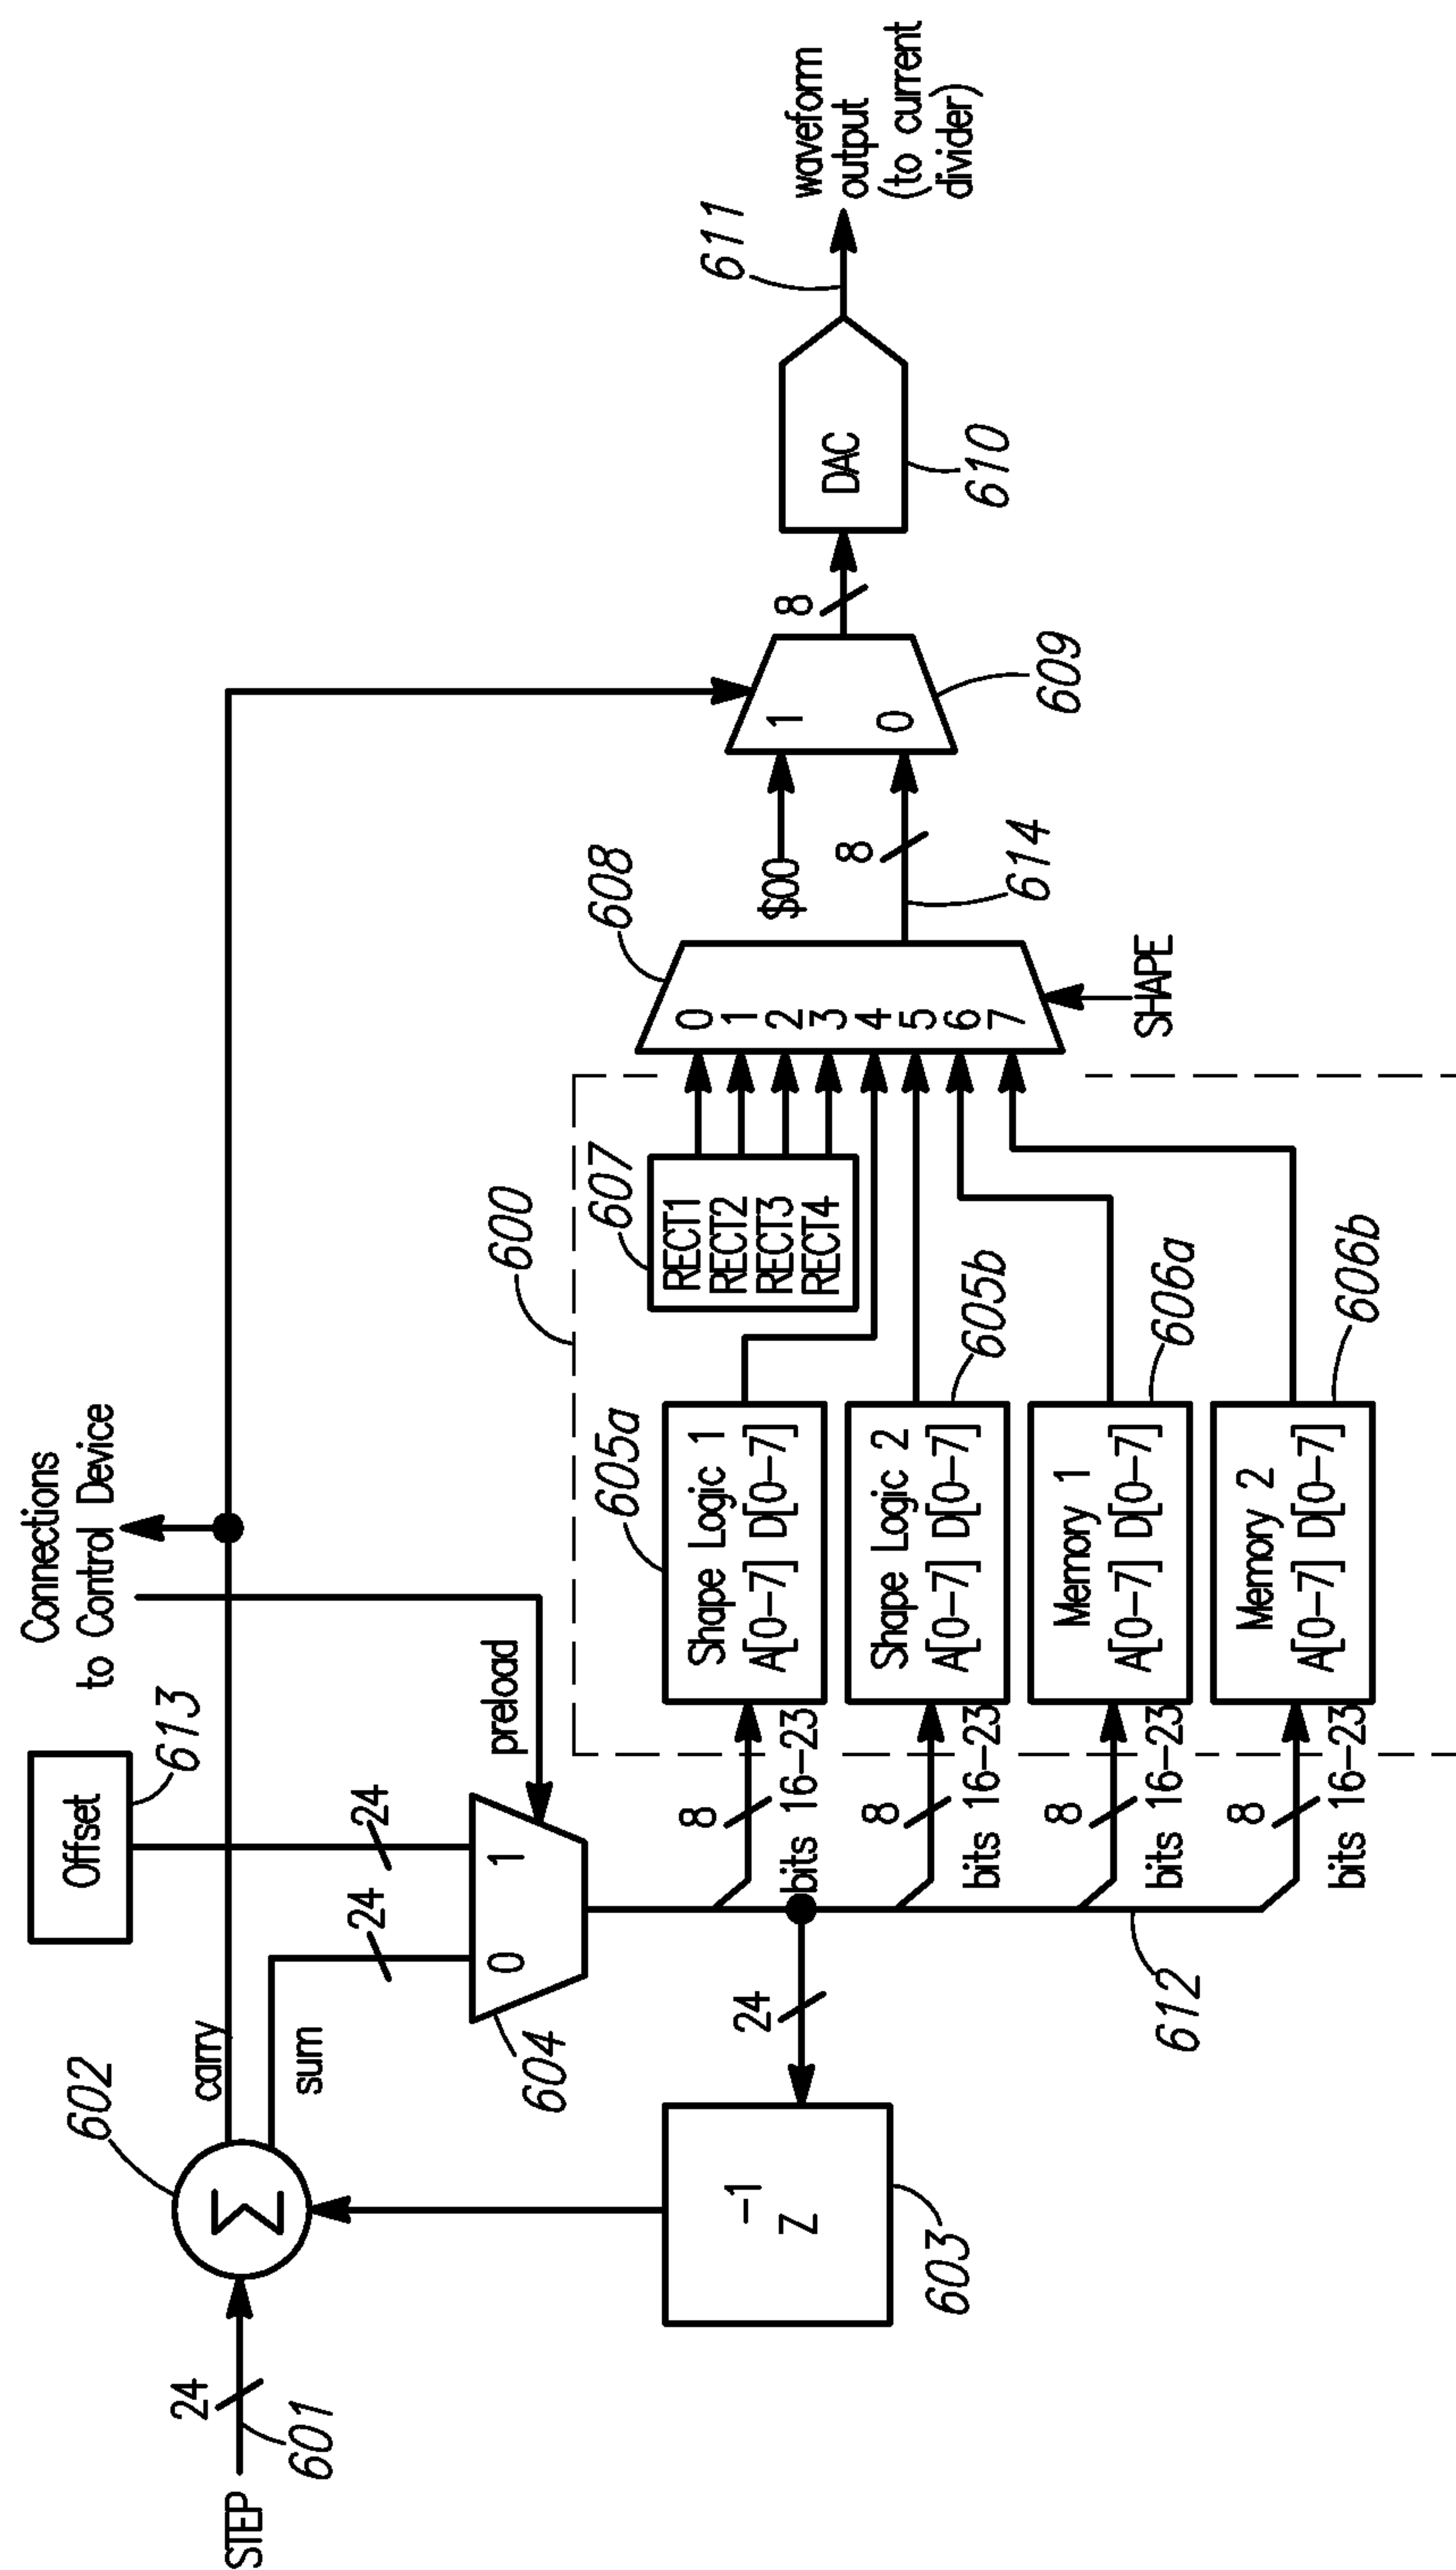 Connections
to Control Device
Offset
613
602
carry
sum
24
24
0
1
604
preload
STEP
24
601
-1
Z
603
24
612
8
bits 16-23
8
bits 16-23
8
bits 16-23
8
bits 16-23
600
605a
Shape Logic 1
A[0-7] D[0-7]
Shape Logic 2
A[0-7] D[0-7]
605b
Memory 1
A[0-7] D[0-7]
606a
Memory 2
A[0-7] D[0-7]
606b
607
RECT1
RECT2
RECT3
RECT4
608
0
1
2
3
4
5
6
7
SHAPE
$00
8
614
1
0
609
8
DAC
610
611
waveform
output
(to current
divider)
Σ